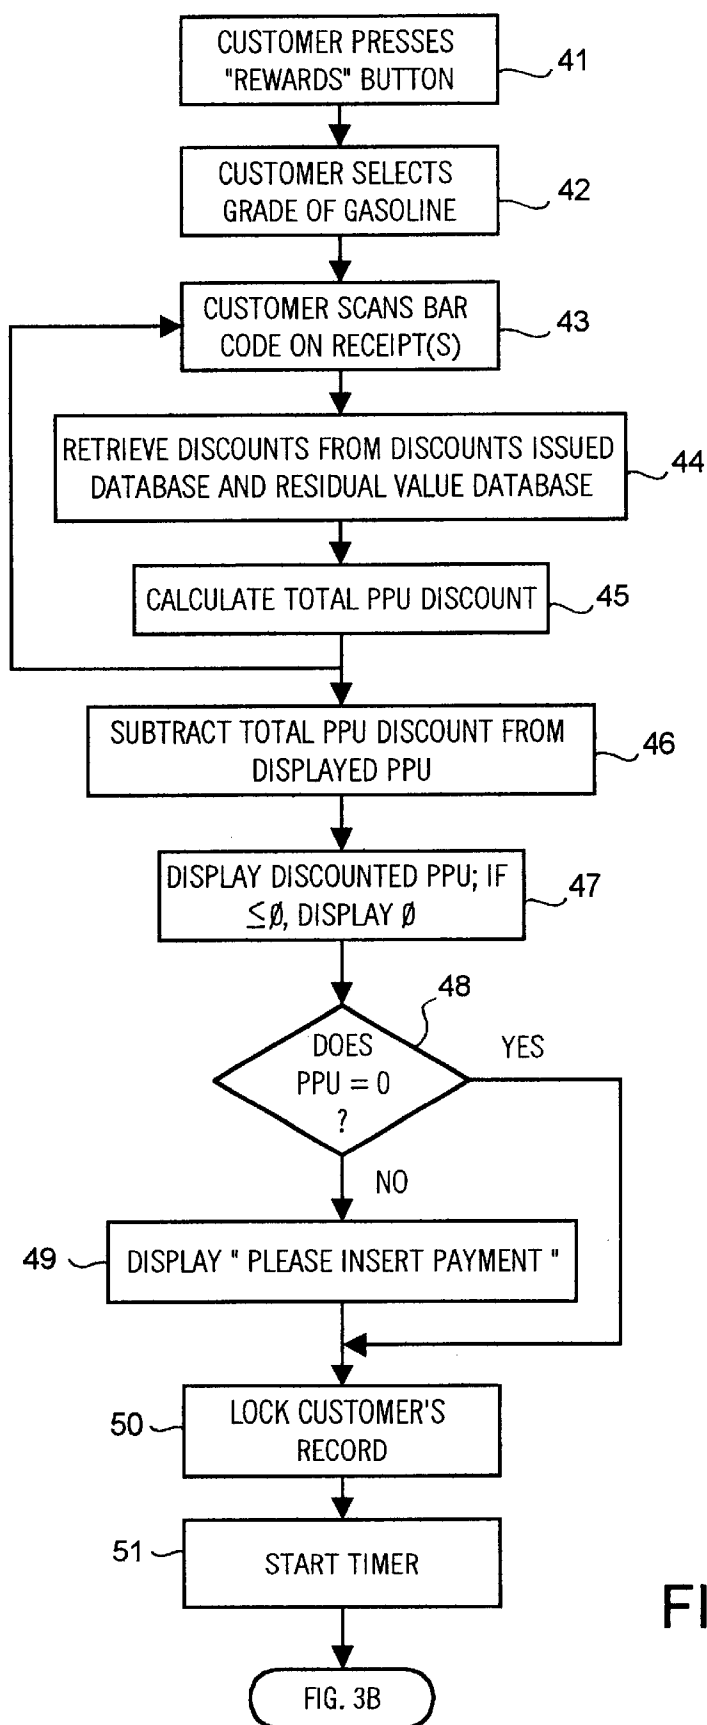 CUSTOMER PRESSES
"REWARDS" BUTTON
41
CUSTOMER SELECTS
GRADE OF GASOLINE
42
CUSTOMER SCANS BAR
CODE ON RECEIPT(S)
43
RETRIEVE DISCOUNTS FROM DISCOUNTS ISSUED
DATABASE AND RESIDUAL VALUE DATABASE
44
CALCULATE TOTAL PPU DISCOUNT
45
SUBTRACT TOTAL PPU DISCOUNT FROM
DISPLAYED PPU
46
DISPLAY DISCOUNTED PPU; IF
≤Ø, DISPLAY Ø
47
48
DOES
PPU = 0
?
YES
NO
49
DISPLAY " PLEASE INSERT PAYMENT "
50
LOCK CUSTOMER'S
RECORD
51
START TIMER
FI
FIG. 3B